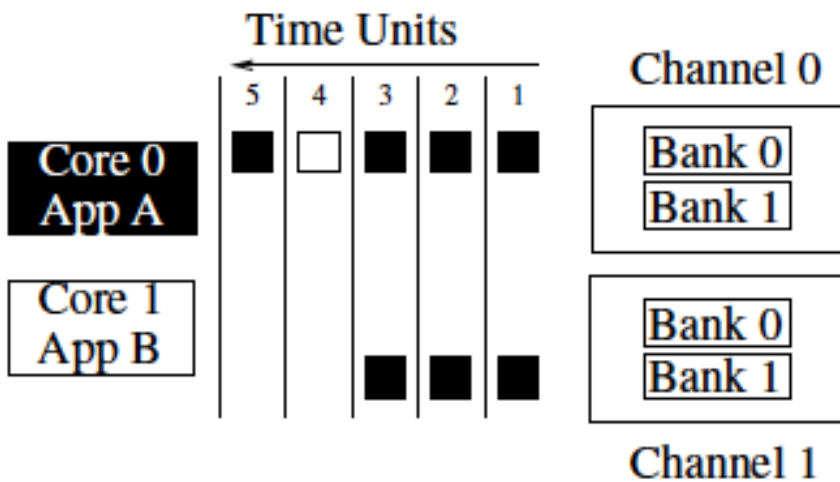 Time Units
5 4 3 2 1
Channel 0
Core 0
App A
Bank 0
Bank 1
Core 1
App B
Bank 0
Bank 1
Channel 1